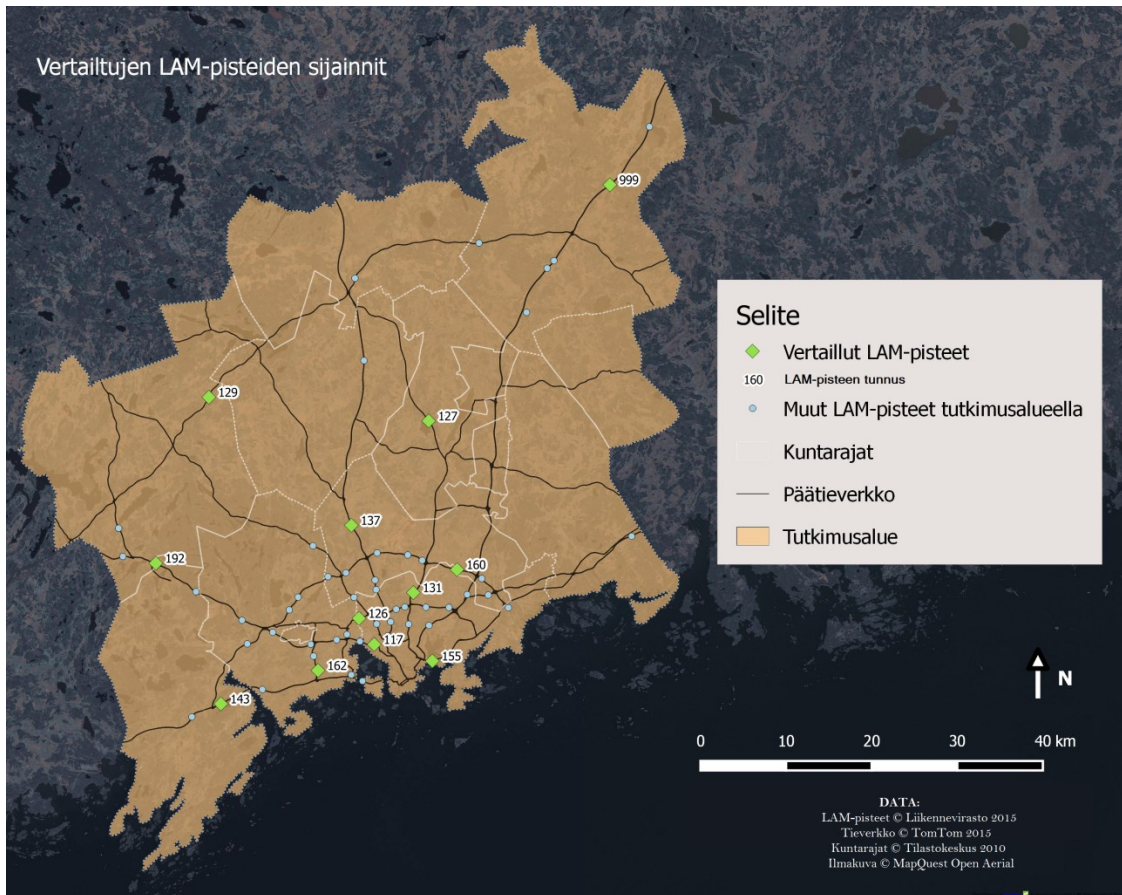 Vertailtujen LAM-pisteiden sijainnit
999
Selite
Vertaillut LAM-pisteet
160 LAM-pisteen tunnus
Muut LAM-pisteet tutkimusalueella
Kuntarajat
Päätieverkko
Tutkimusalue
129
127
137
192
160
131
126
117
155
162
143
N
0 10 20 30 40 km
DATA:
LAM-pisteet © Liikennevirasto 2015
Tieverkko © TomTom 2015
Kuntarajat © Tilastokeskus 2010
Ilmakuva © MapQuest Open Aerial